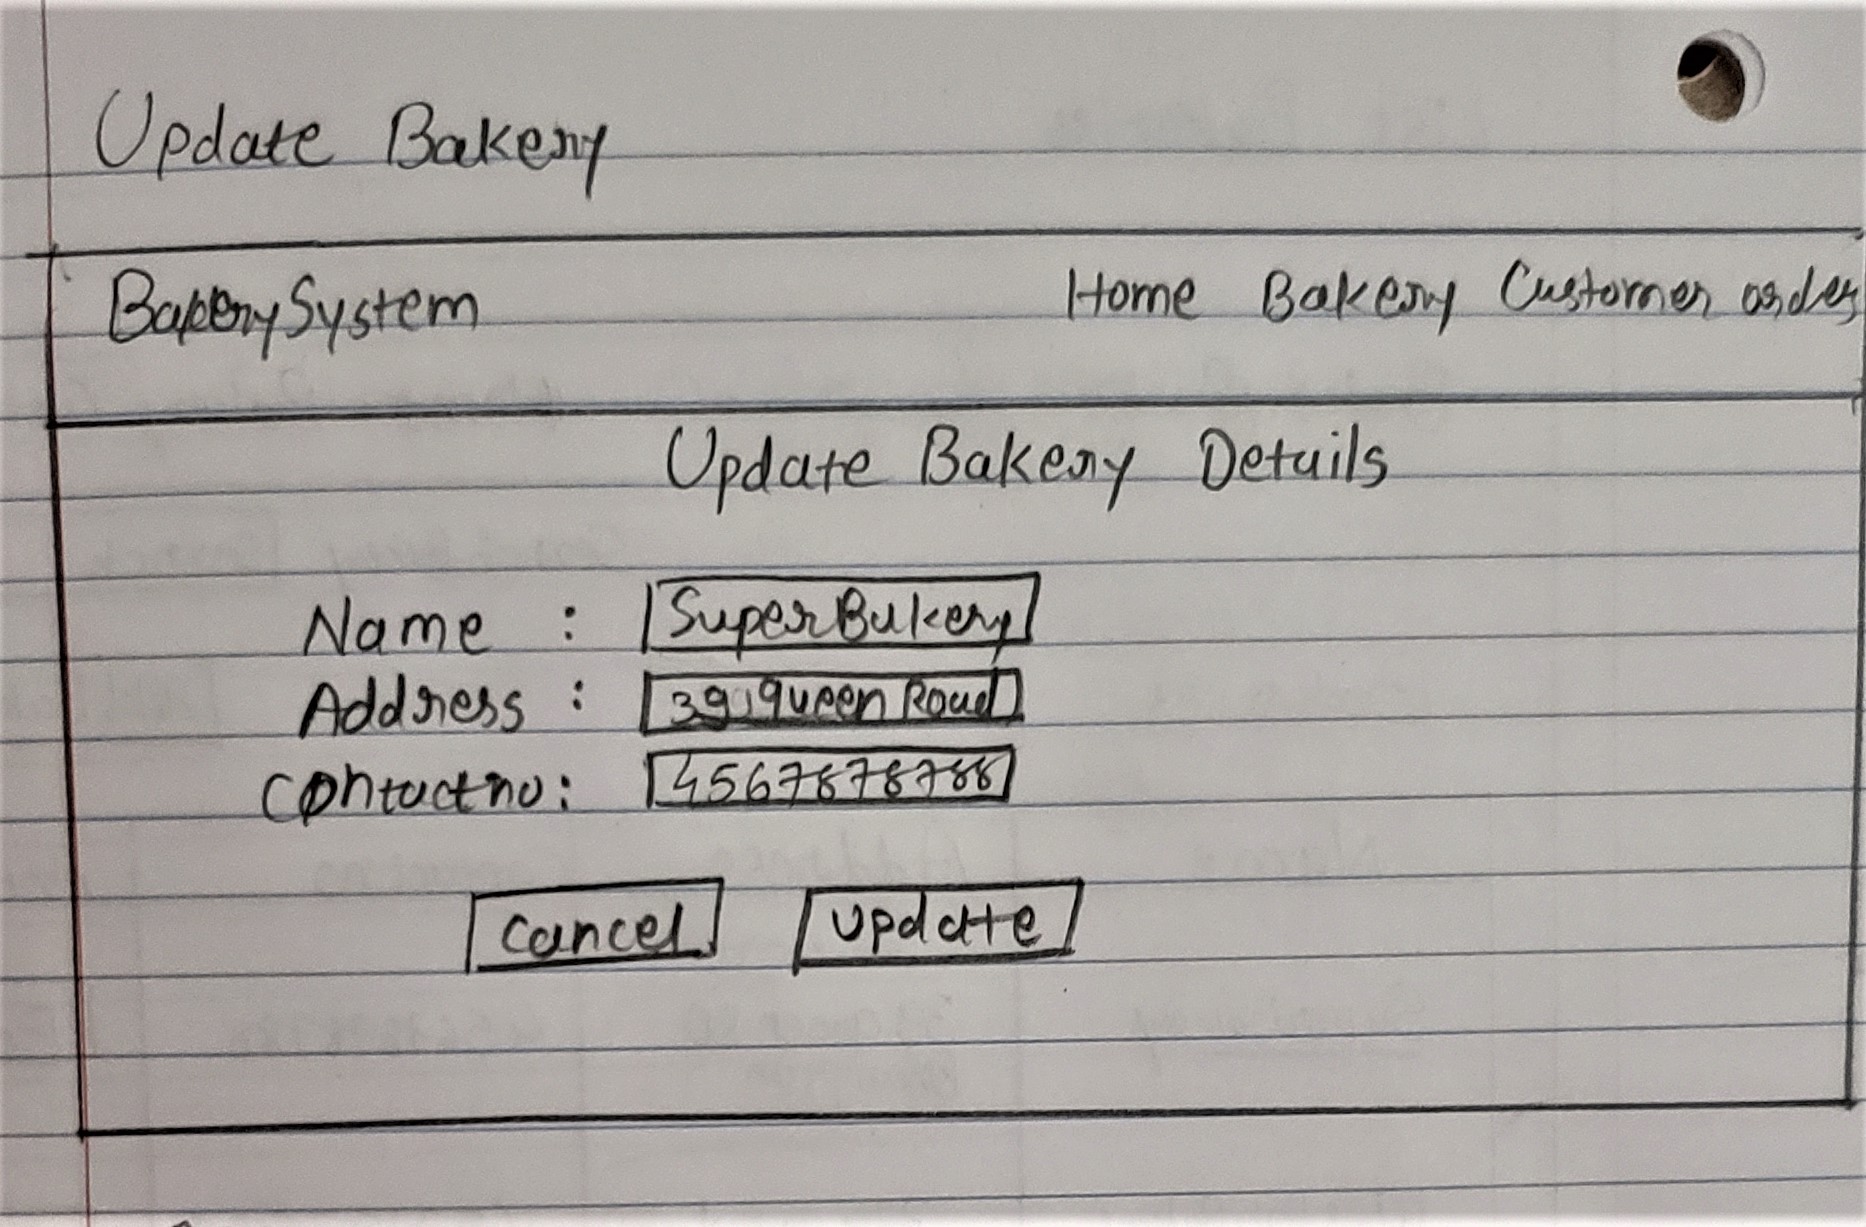 Update Bakery
BakerySystem Home Bakery Customer order
Update Bakery Details
Name : SuperBakery
Address : 39, queen Road
Contactno: 4567878788
Cancel Update